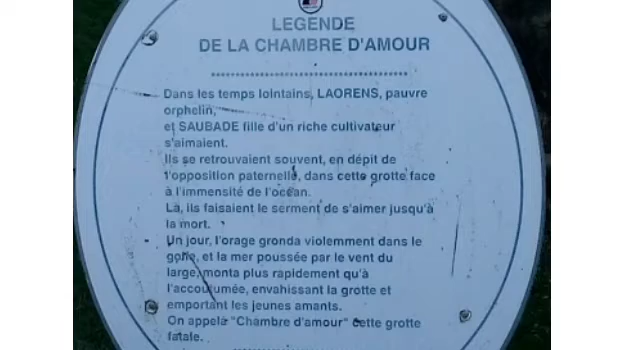 LEGENDE
DE LA CHAMBRE D'AMOUR
Dans les temps lointains, LAORENS, pauvre
orphelin,
et SAUBADE fille d'un riche cultivateur
s'aimaient.
Ils se retrouvaient souvent, en dépit de
l'opposition paternelle, dans cette grotte face
à l'immensité de l'océan.
Là, ils faisaient le serment de s'aimer jusqu'à
la mort.
Un jour, l'orage gronda violemment dans le
golfe, et la mer poussée par le vent du
large, monta plus rapidement qu'à
l'accoutumée, envahissant la grotte et
emportant les jeunes amants.
On appela "Chambre d'amour" cette grotte
fatale.